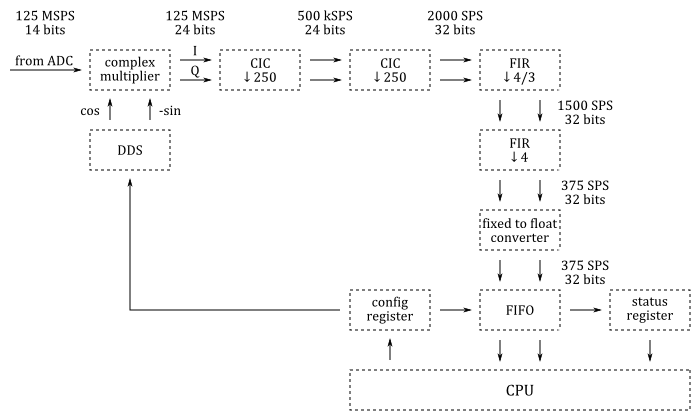 125 MSPS
14 bits
125 MSPS
24 bits
500 kSPS
24 bits
2000 SPS
32 bits
from ADC
complex
multiplier
I
Q
CIC
↓250
CIC
↓250
FIR
↓4/3
cos
-sin
1500 SPS
32 bits
DDS
FIR
↓4
375 SPS
32 bits
fixed to float
converter
375 SPS
32 bits
config
register
FIFO
status
register
CPU